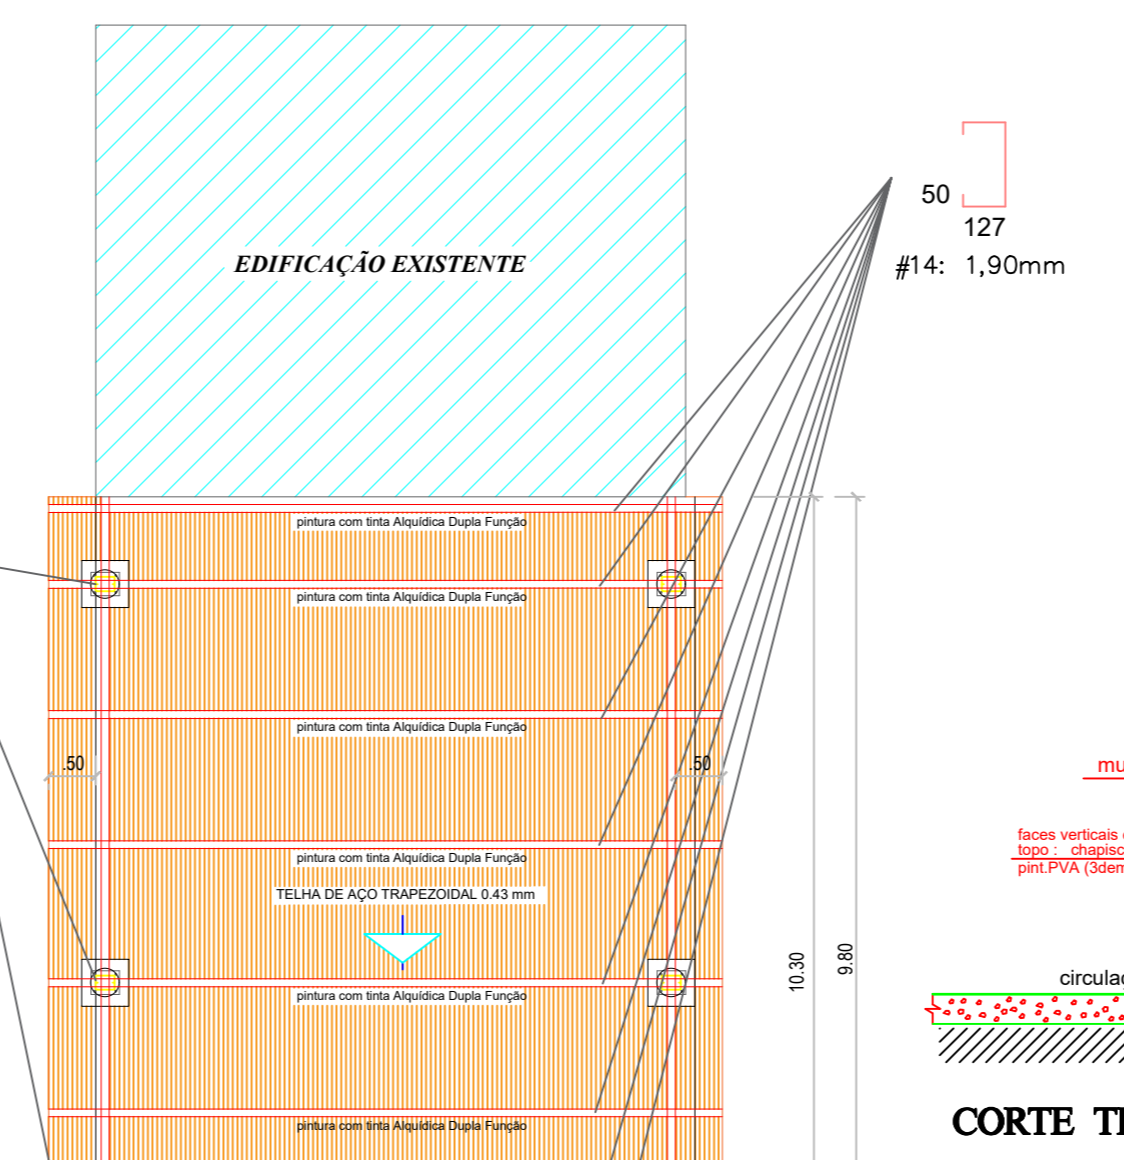 50
127
#14: 1,90mm
EDIFICAÇÃO EXISTENTE
pintura com tinta Alquídica Dupla Função
pintura com tinta Alquídica Dupla Função
pintura com tinta Alquídica Dupla Função
.50
.50
mu
faces verticais
topo : chapisc
pint.PVA (3dem
pintura com tinta Alquídica Dupla Função
TELHA DE AÇO TRAPEZOIDAL 0.43 mm
10.30
9.80
circulaç
pintura com tinta Alquídica Dupla Função
CORTE T
pintura com tinta Alquídica Dupla Função